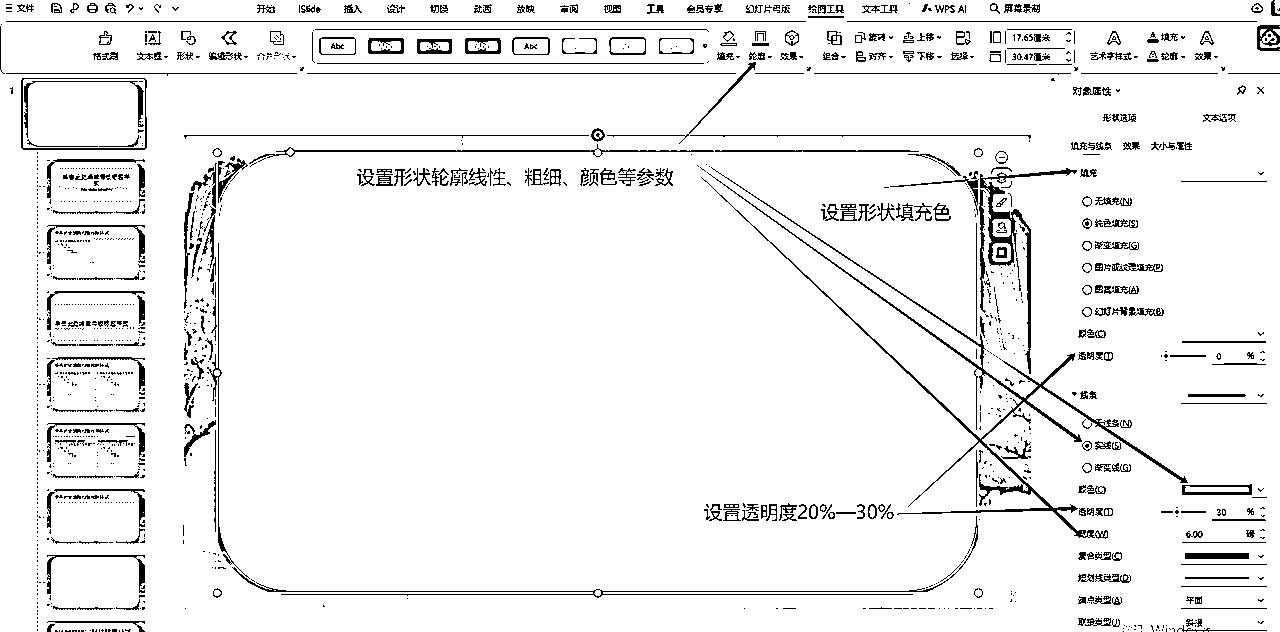 文件 开始 iSlide 插入 设计 切换 动画 放映 审阅 视图 工具 会员专享 幻灯片母版 绘图工具 文本工具 WPS AI 屏幕录制
格式刷 文本框 形状 编辑形状 合并形状 Abc Abc Abc Abc Abc 填充 轮廓 效果 组合 旋转 对齐 上移 下移 选择 17.65厘米 30.47厘米 艺术字样式 填充 轮廓 效果
1
对象属性
形状选项 文本选项
填充与线条 效果 大小与属性
设置形状轮廓线性、粗细、颜色等参数
设置形状填充色
填充
无填充(N)
纯色填充(S)
渐变填充(G)
图片或纹理填充(P)
图案填充(A)
幻灯片背景填充(B)
颜色(C)
透明度(T) 0 %
线条
无线条(N)
实线(S)
渐变线(G)
颜色(C)
设置透明度20%—30%
透明度(T) 30 %
宽度(W) 6.00 磅
复合类型(C)
短划线类型(D)
端点类型(A) 平面
联接类型(J) 斜接